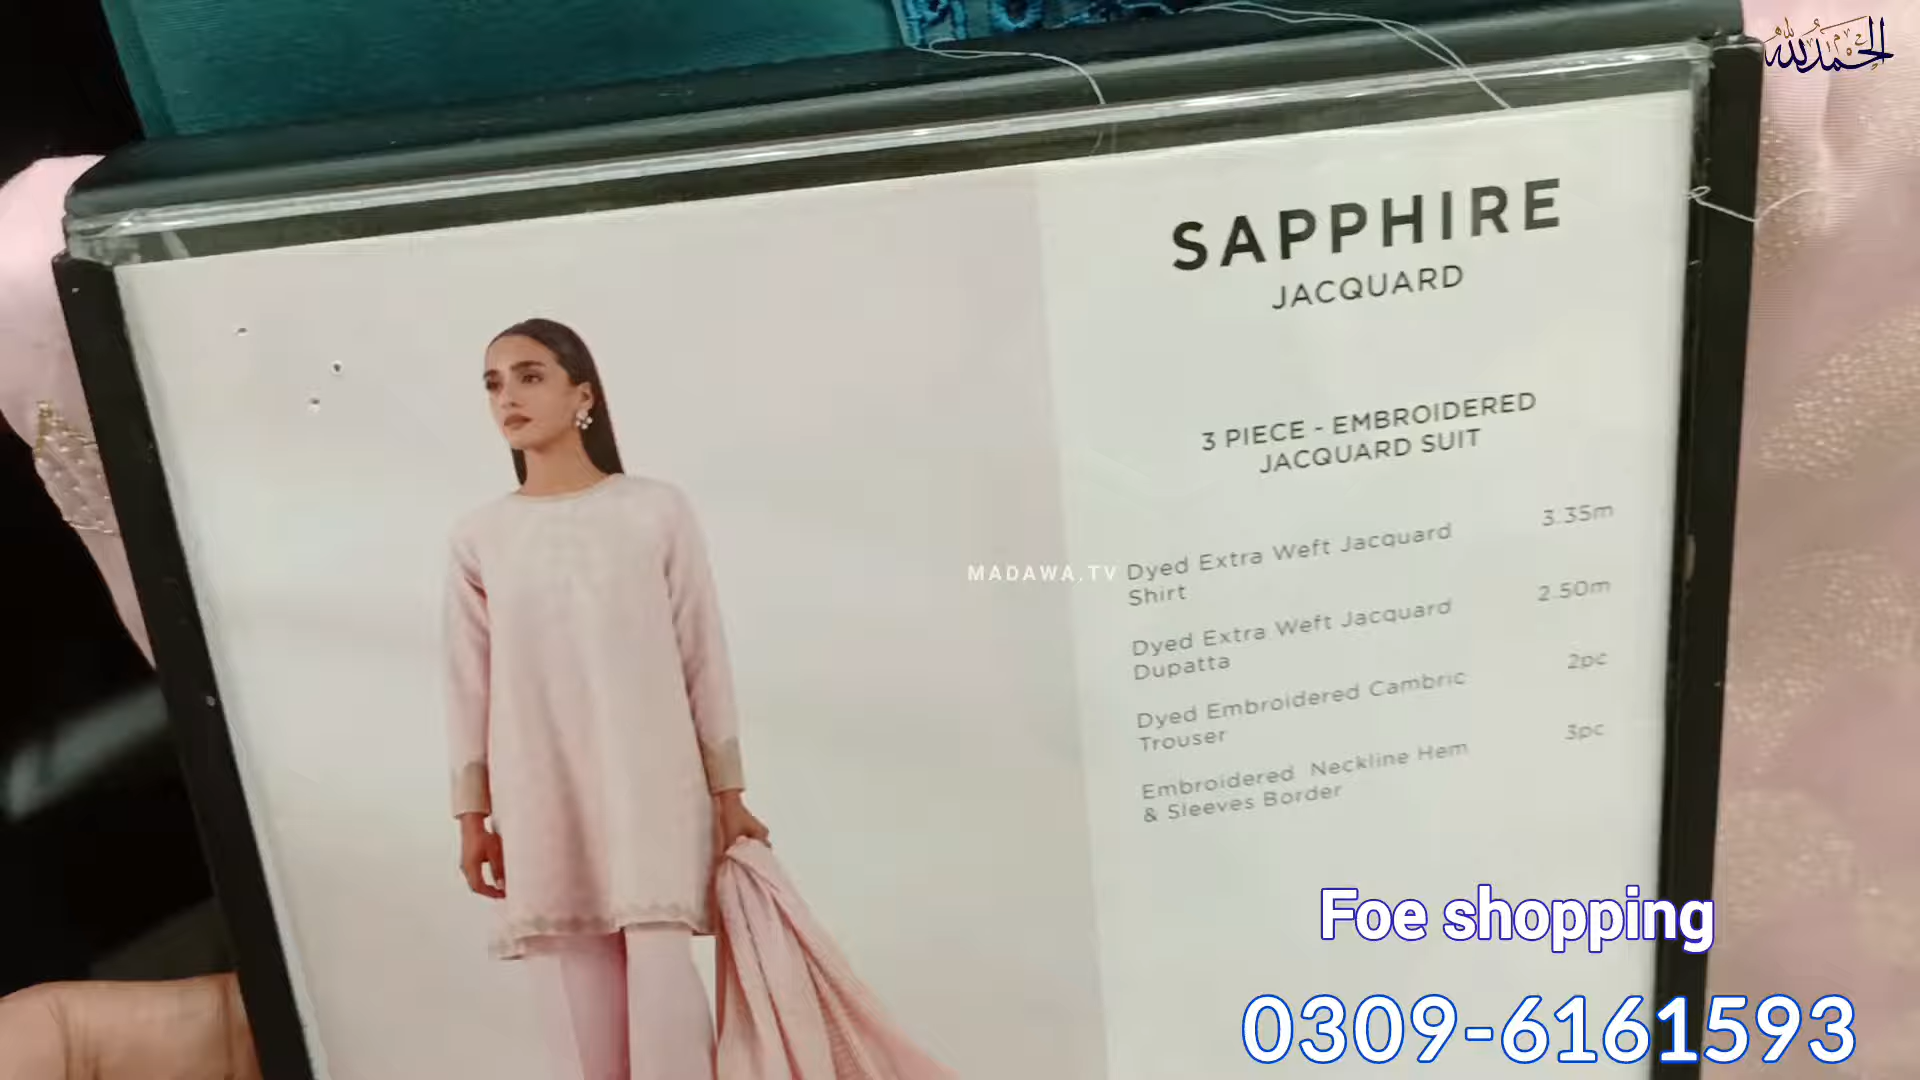 الحمدلله
SAPPHIRE
JACQUARD
3 PIECE - EMBROIDERED
JACQUARD SUIT
Dyed Extra Weft Jacquard 3.35m
Shirt
Dyed Extra Weft Jacquard 2.50m
Dupatta
Dyed Embroidered Cambric 2pc
Trouser
Embroidered Neckline Hem 3pc
& Sleeves Border
MADAWA.TV
Foe shopping
0309-6161593